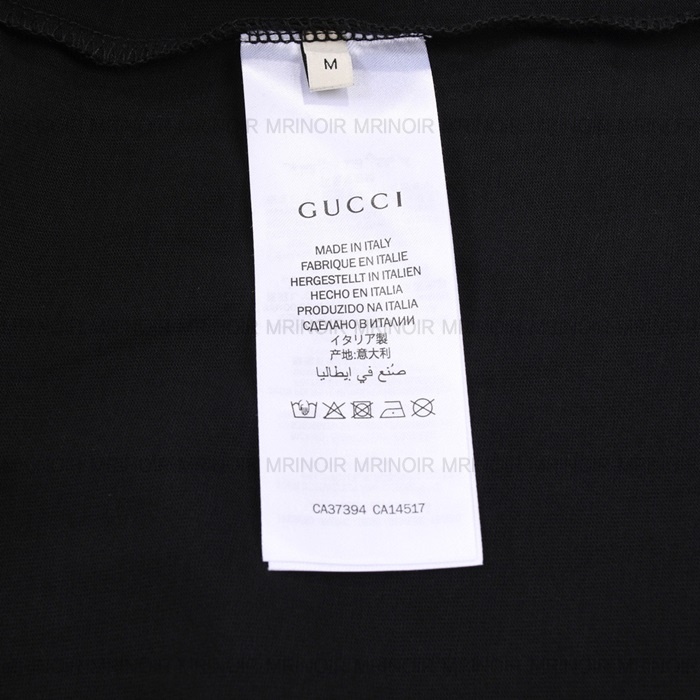 M
MRINOIR MRINOIR MRINOIR
GUCCI
MADE IN ITALY
FABRIQUE EN ITALIE
HERGESTELLT IN ITALIEN
HECHO EN ITALIA
PRODUZIDO NA ITALIA
СДЕЛАНО В ИТАЛИИ
MRINOIR MRINOIR
イタリア製
产地:意大利
صُنع في إيطاليا
MRINOIR MRINOIR
CA37394 CA14517